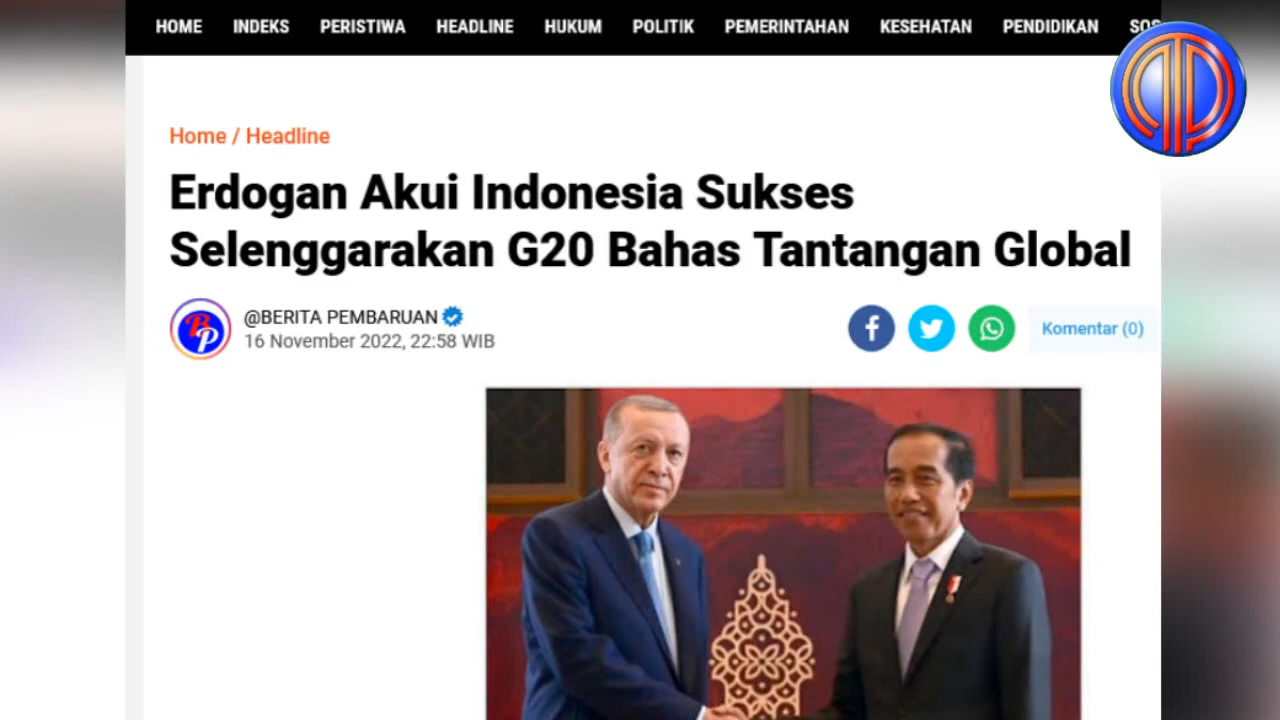 HOME INDEKS PERISTIWA HEADLINE HUKUM POLITIK PEMERINTAHAN KESEHATAN PENDIDIKAN
Home / Headline
Erdogan Akui Indonesia Sukses
Selenggarakan G20 Bahas Tantangan Global
@BERITA PEMBARUAN
16 November 2022, 22:58 WIB
Komentar (0)